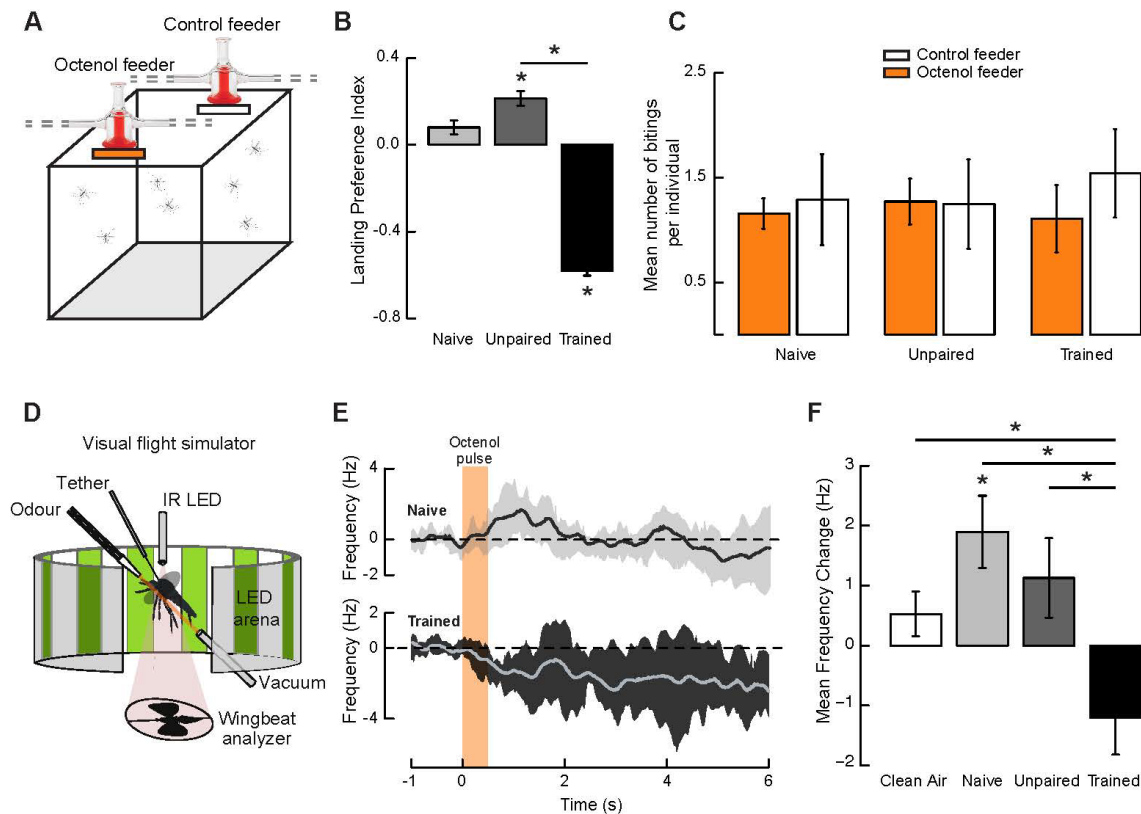 A
Control feeder
Octenol feeder
B
Landing Preference Index
0.4
0.0
-0.4
-0.8
*
*
*
Naive Unpaired Trained
C
Control feeder
Octenol feeder
Mean number of bitings
per individual
2.5
1.5
0.5
Naive Unpaired Trained
D
Visual flight simulator
Tether
IR LED
Odour
LED
arena
Vacuum
Wingbeat
analyzer
E
Octenol
pulse
Frequency (Hz)
4
0
-2
Naive
Frequency (Hz)
2
0
-4
Trained
-1 0 2 4 6
Time (s)
F
Mean Frequency Change (Hz)
3
2
1
0
−1
−2
*
*
*
*
Clean Air Naive Unpaired Trained